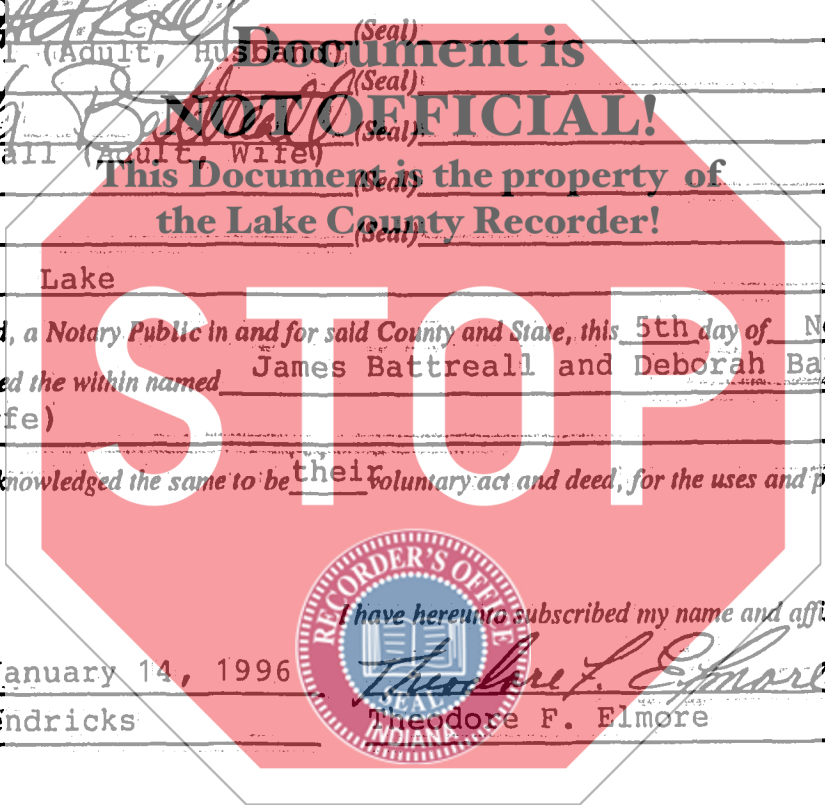 (Seal)
(Adult, Husband)
Document is
(Seal)
NOT OFFICIAL!
(Seal)
all (Adult, Wife)
This Document is the property of
(Seal)
the Lake County Recorder!
(Seal)
Lake
, a Notary Public in and for said County and State, this 5th day of
STOP
ed the within named James Battreall and Deborah Ba
fe)
knowledged the same to be their voluntary act and deed, for the uses and p
RECORDER'S OFFICE
I have hereunto subscribed my name and affi
anuary 14, 1996 Theodore F. Elmore
SEAL
endricks Theodore F. Elmore
INDIANA